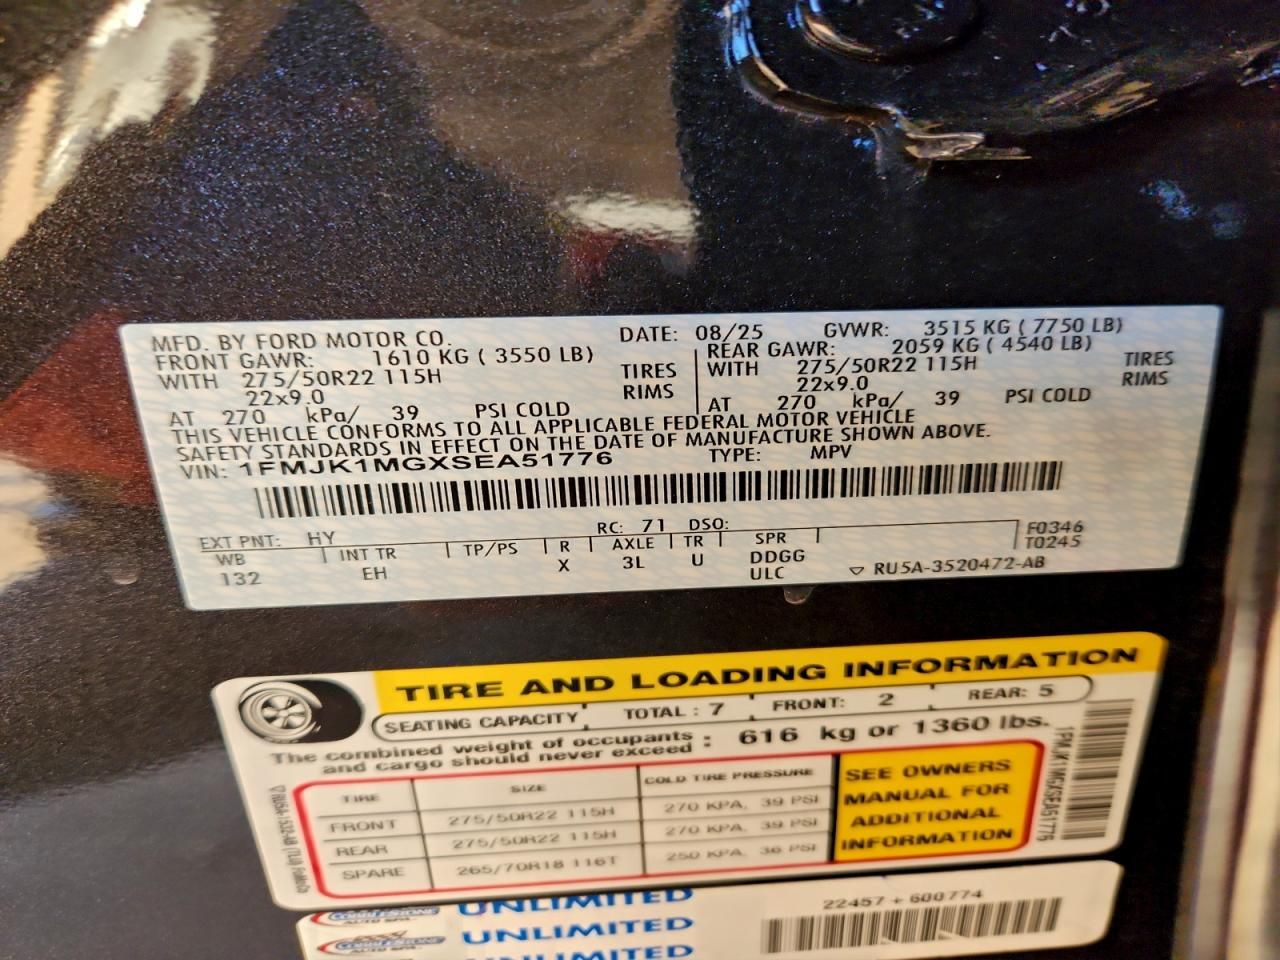 MFD. BY FORD MOTOR CO.
DATE: 08/25 GVWR: 3515 KG ( 7750 LB)
FRONT GAWR: 1610 KG ( 3550 LB) REAR GAWR: 2059 KG ( 4540 LB)
WITH 275/50R22 115H TIRES WITH 275/50R22 115H TIRES
22x9.0 RIMS 22x9.0 RIMS
AT 270 kPa/ 39 PSI COLD AT 270 kPa/ 39 PSI COLD
THIS VEHICLE CONFORMS TO ALL APPLICABLE FEDERAL MOTOR VEHICLE
SAFETY STANDARDS IN EFFECT ON THE DATE OF MANUFACTURE SHOWN ABOVE.
VIN: 1FMJK1MGXSEA51776 TYPE: MPV
EXT PNT: HY RC: 71 DSO: F0346
WB INT TR TP/PS R AXLE TR SPR T0245
132 EH X 3L U DDGG
ULC ▽ RU5A-3520472-AB
TIRE AND LOADING INFORMATION
SEATING CAPACITY TOTAL : 7 FRONT: 2 REAR: 5
The combined weight of occupants
and cargo should never exceed : 616 kg or 1360 lbs.
TIRE SIZE COLD TIRE PRESSURE
FRONT 275/50R22 115H 270 KPA, 39 PSI
REAR 275/50R22 115H 270 KPA, 39 PSI
SPARE 265/70R18 116T 250 KPA, 36 PSI
SEE OWNERS
MANUAL FOR
ADDITIONAL
INFORMATION
1FMJK1MGXSEA51776
COBBLESTONE AUTO SPA UNLIMITED
COBBLESTONE AUTO SPA UNLIMITED
UNLIMITED
22457 + 600774